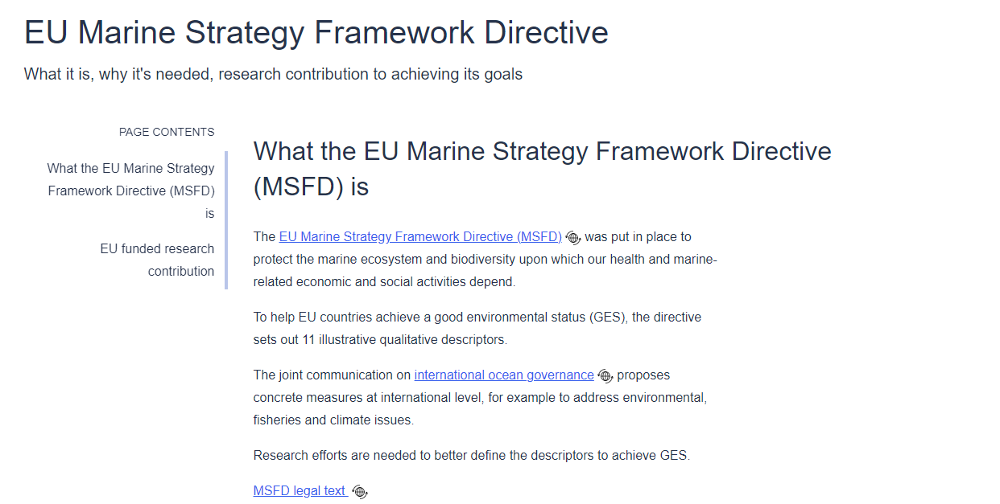 EU Marine Strategy Framework Directive
What it is, why it's needed, research contribution to achieving its goals
PAGE CONTENTS
What the EU Marine Strategy
Framework Directive (MSFD)
is
EU funded research
contribution
What the EU Marine Strategy Framework Directive
(MSFD) is
The EU Marine Strategy Framework Directive (MSFD) was put in place to
protect the marine ecosystem and biodiversity upon which our health and marine-
related economic and social activities depend.
To help EU countries achieve a good environmental status (GES), the directive
sets out 11 illustrative qualitative descriptors.
The joint communication on international ocean governance proposes
concrete measures at international level, for example to address environmental,
fisheries and climate issues.
Research efforts are needed to better define the descriptors to achieve GES.
MSFD legal text